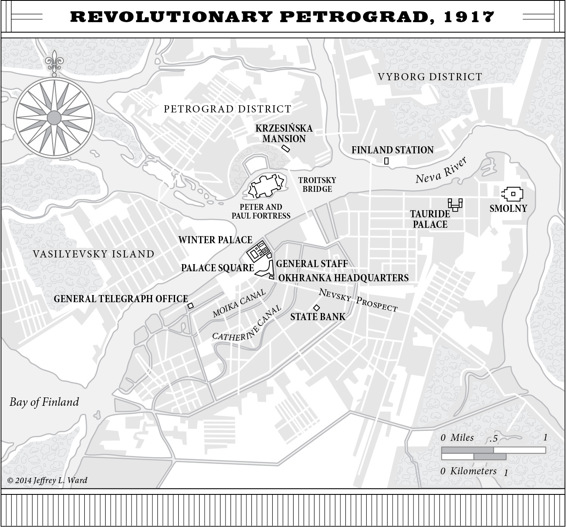 REVOLUTIONARY PETROGRAD, 1917
VYBORG DISTRICT
PETROGRAD DISTRICT
KRZESIŃSKA
MANSION
FINLAND STATION
Neva River
TROITSKY
BRIDGE
PETER AND
PAUL FORTRESS
TAURIDE
PALACE
SMOLNY
WINTER PALACE
VASILYEVSKY ISLAND
PALACE SQUARE
GENERAL STAFF
OKHRANKA HEADQUARTERS
GENERAL TELEGRAPH OFFICE
MOIKA CANAL
NEVSKY PROSPECT
STATE BANK
CATHERINE CANAL
Bay of Finland
0 Miles .5 1
0 Kilometers 1
© 2014 Jeffrey L. Ward